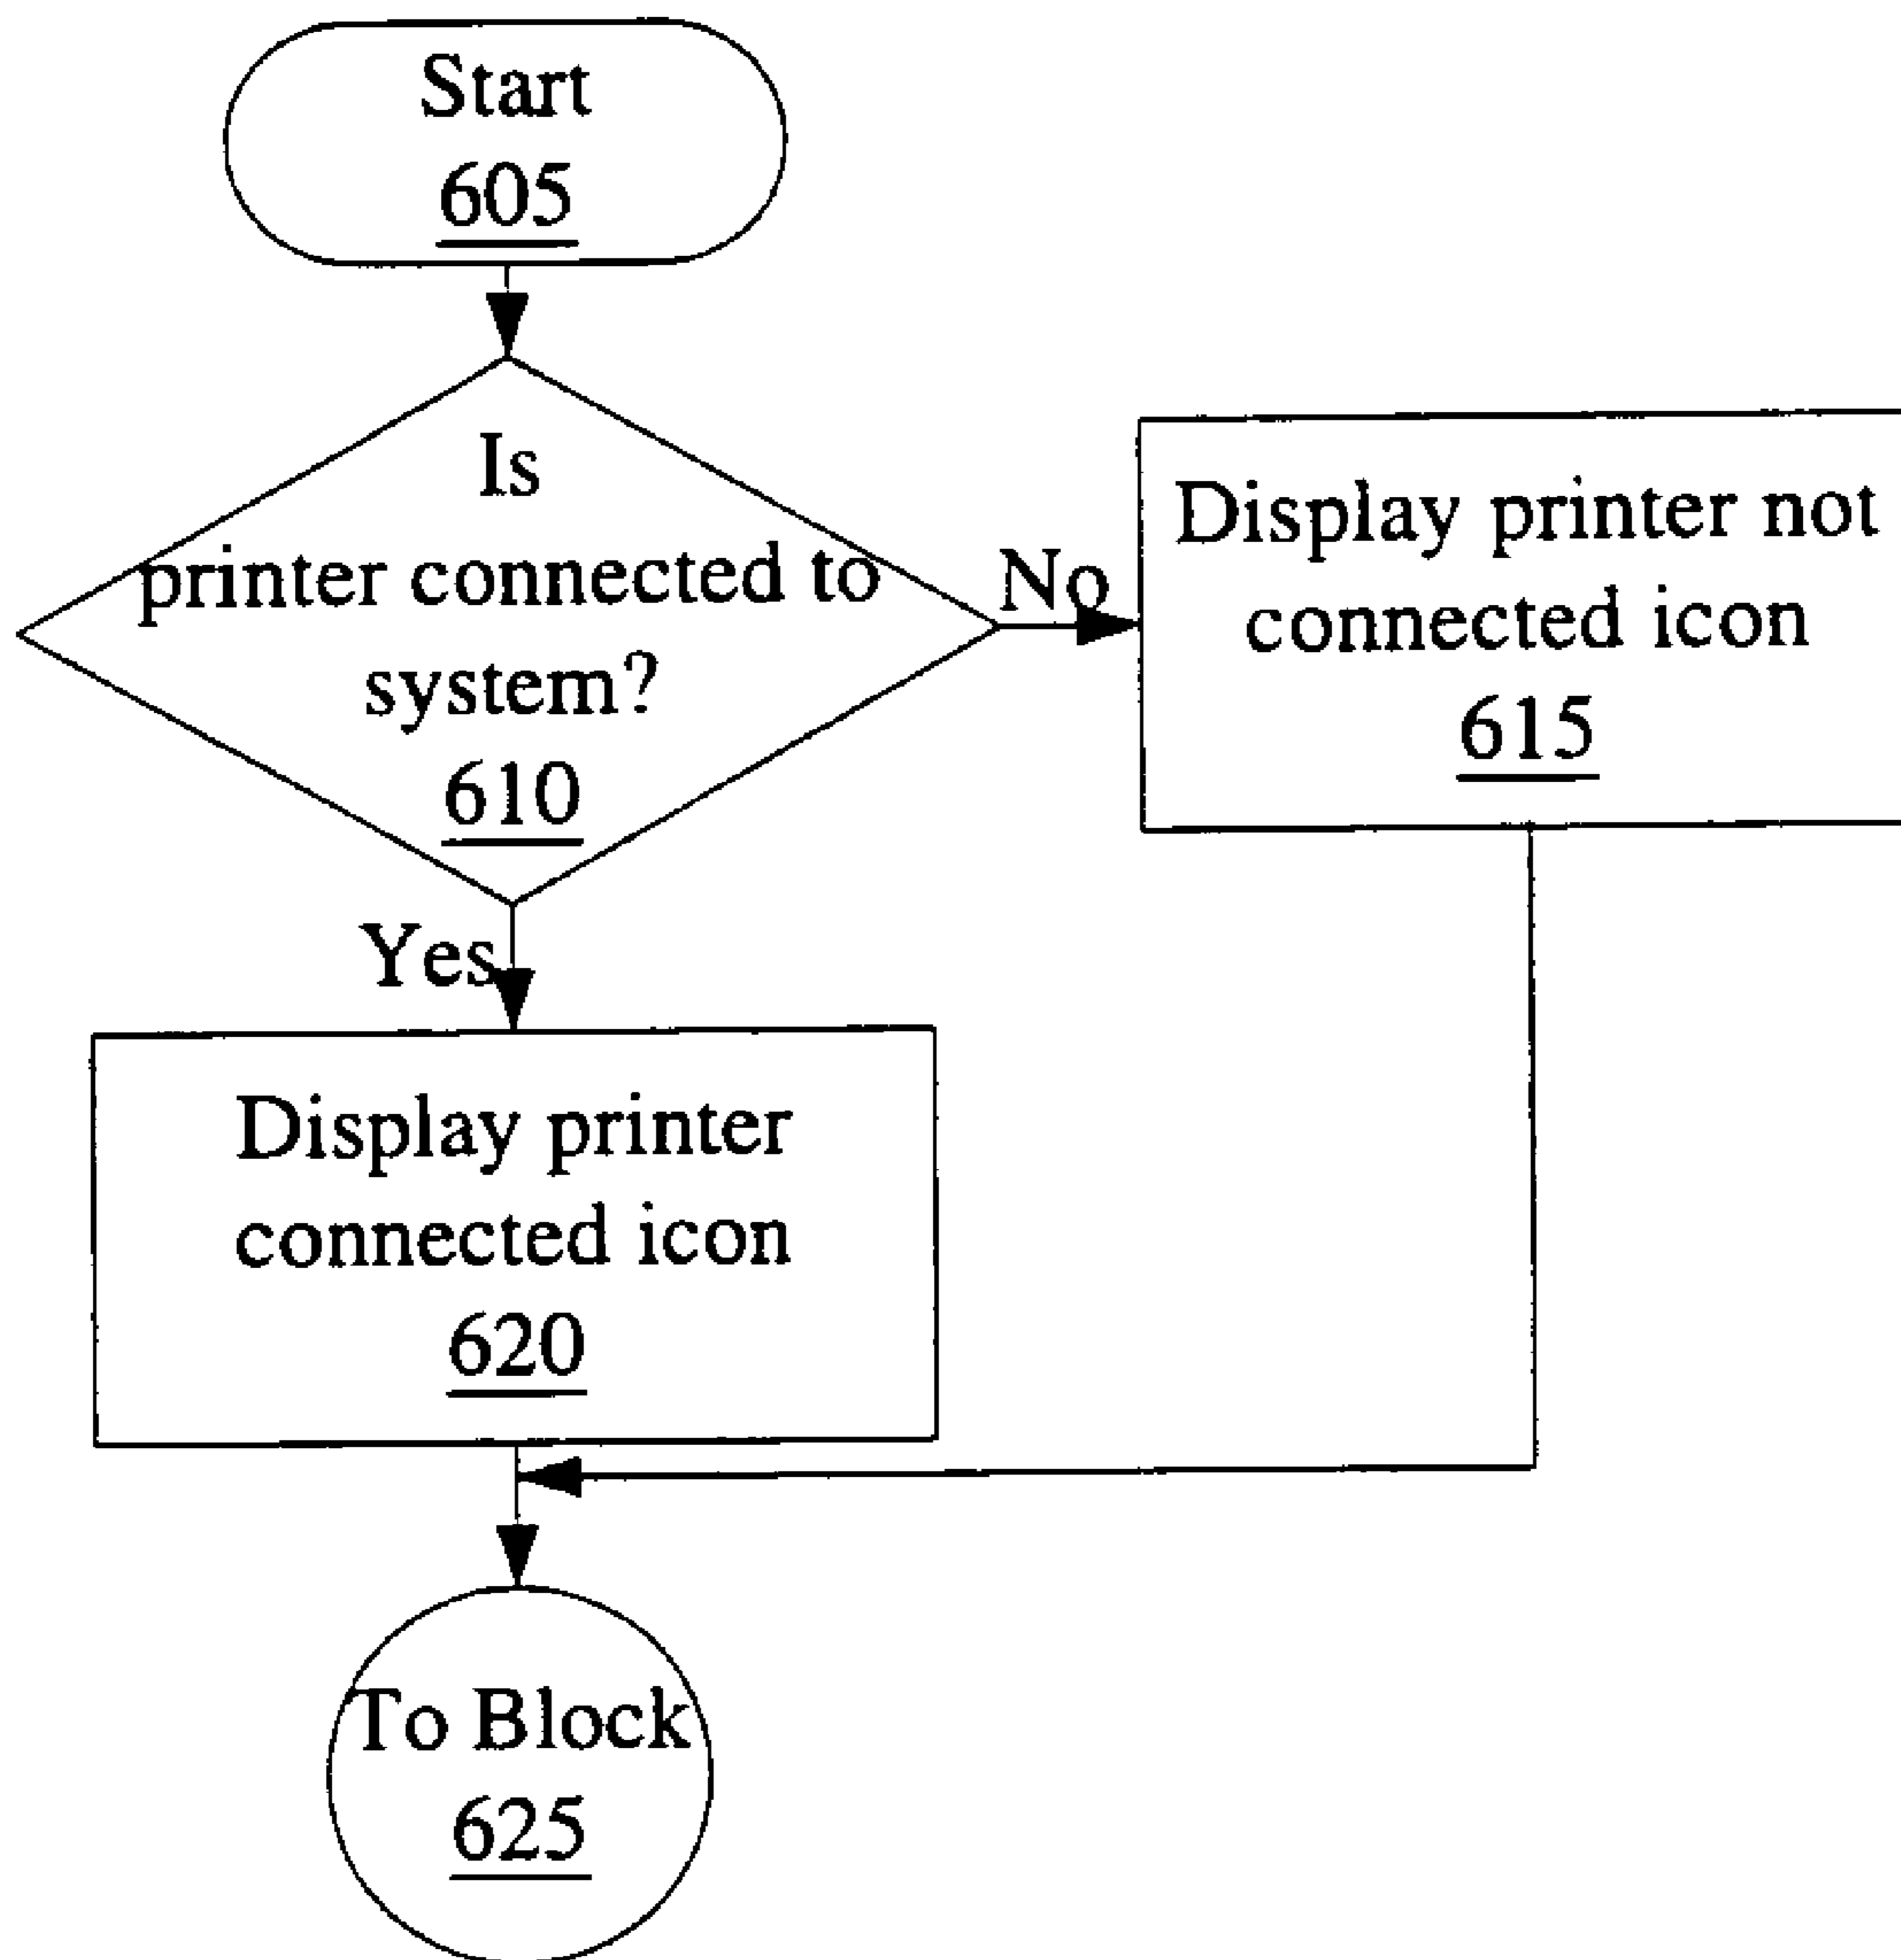 Start
605
Is
printer connected to
system?
610
No
Display printer not
connected icon
615
Yes
Display printer
connected icon
620
To Block
625